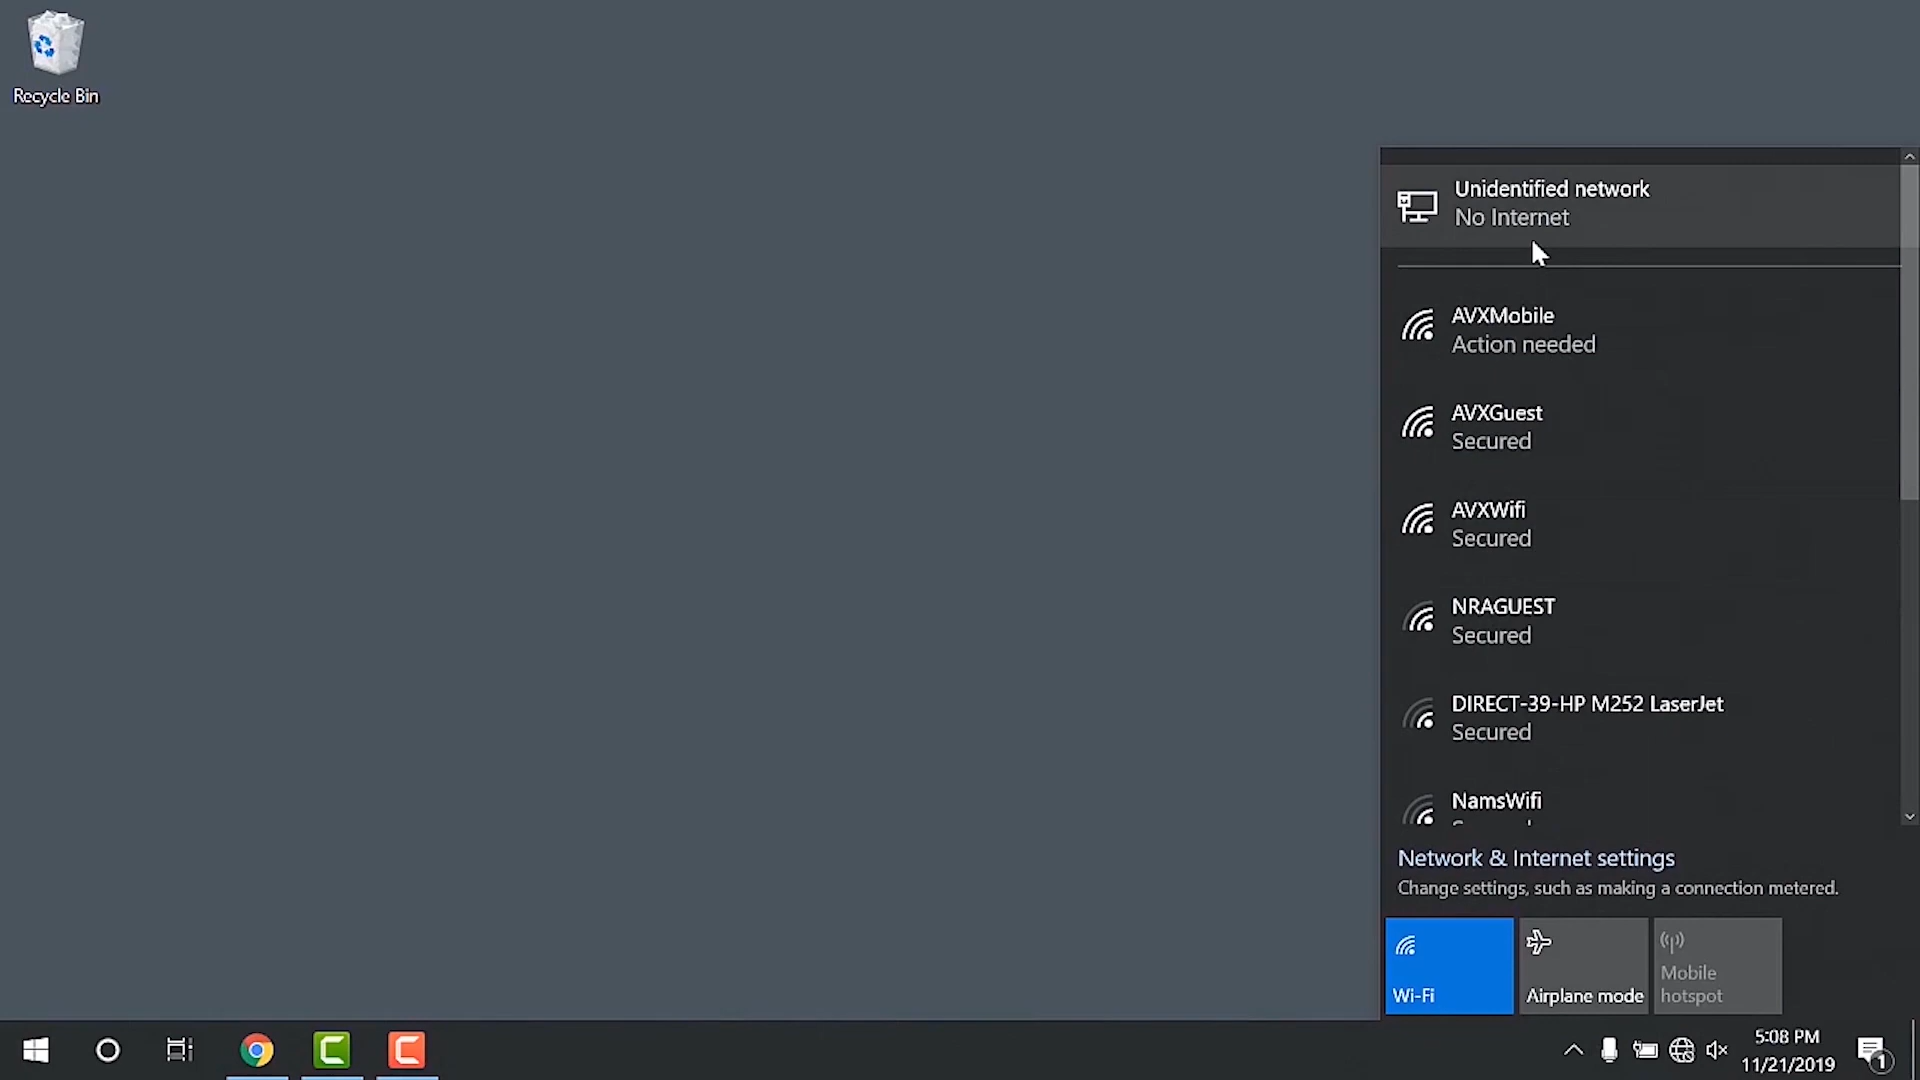 Recycle Bin
Unidentified network
No Internet
AVXMobile
Action needed
AVXGuest
Secured
AVXWifi
Secured
NRAGUEST
Secured
DIRECT-39-HP M252 LaserJet
Secured
NamsWifi
Network & Internet settings
Change settings, such as making a connection metered.
Wi-Fi
Airplane mode
Mobile
hotspot
5:08 PM
11/21/2019
1